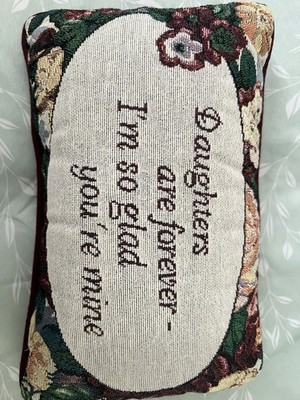 Daughters
are forever-
I'm so glad
you're mine